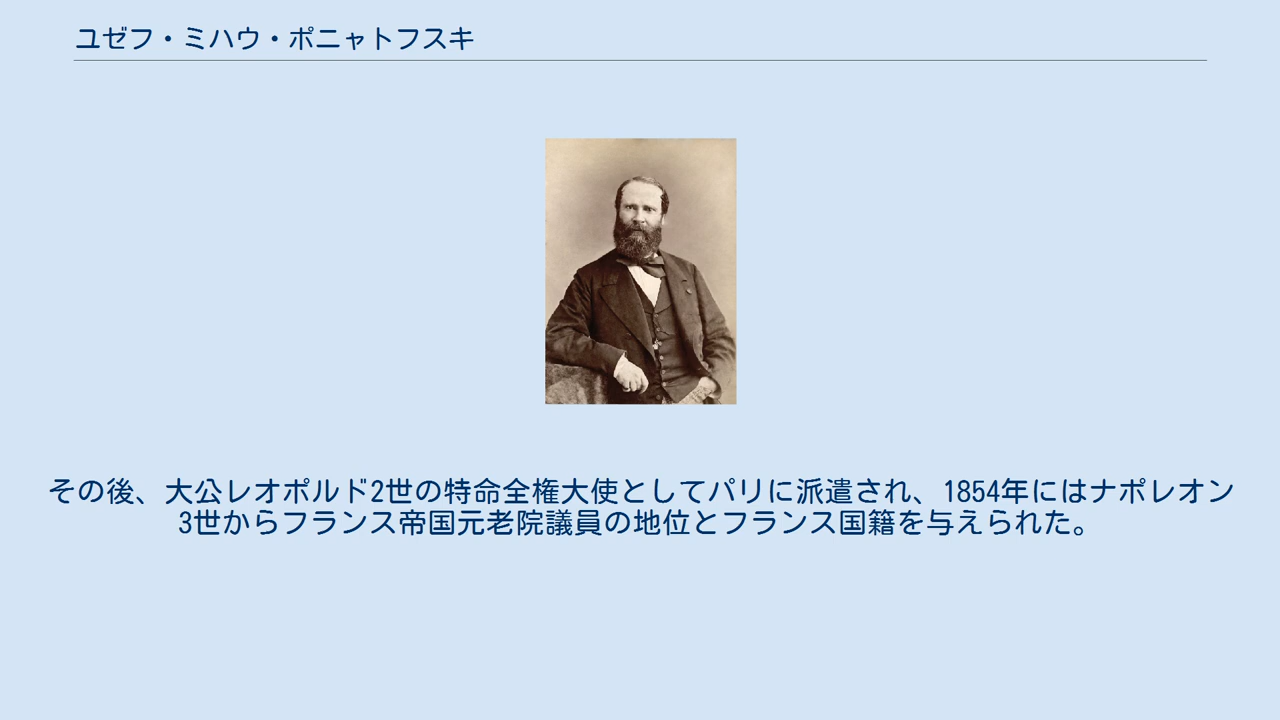 ユゼフ・ミハウ・ポニャトフスキ
その後、大公レオポルド2世の特命全権大使としてパリに派遣され、1854年にはナポレオン
3世からフランス帝国元老院議員の地位とフランス国籍を与えられた。